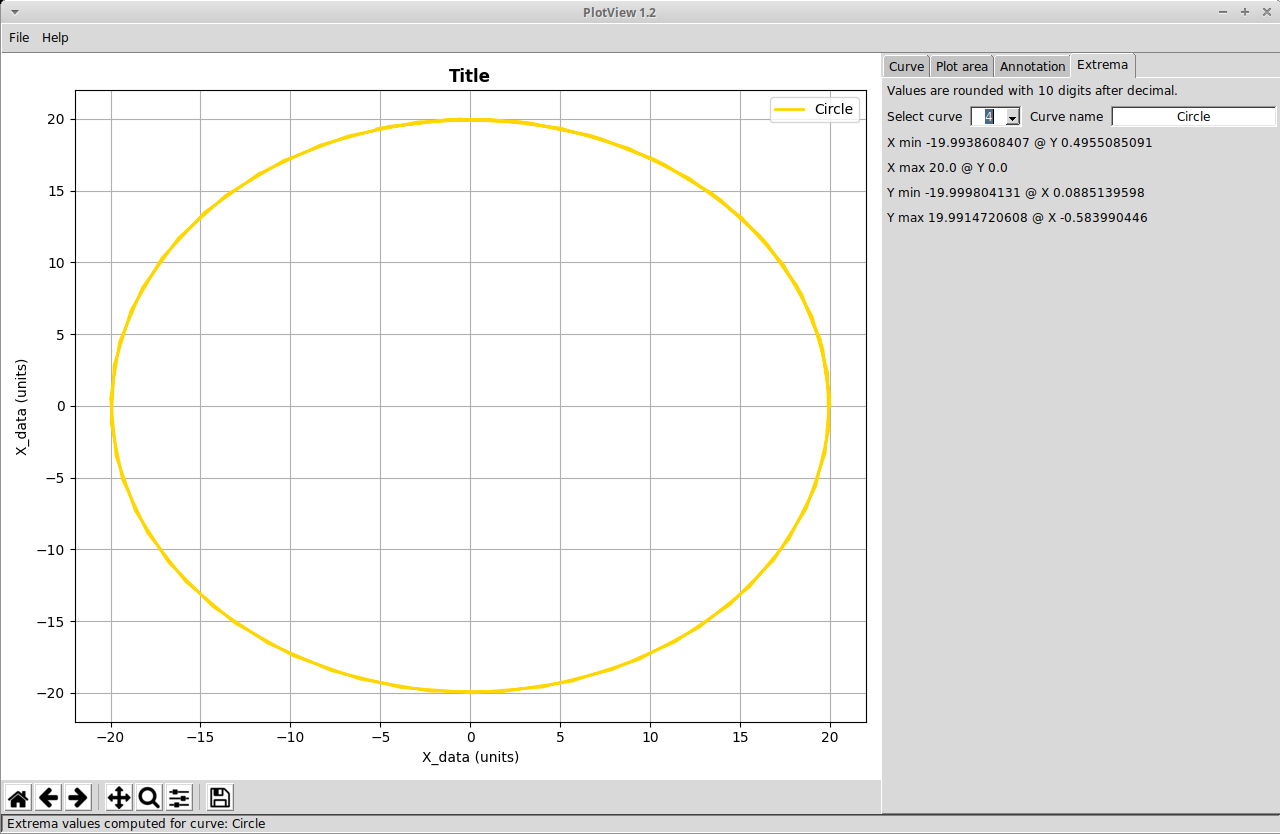 PlotView 1.2
File Help
Title
Circle
20
15
10
5
0
−5
−10
−15
−20
X_data (units)
−20 −15 −10 −5 0 5 10 15 20
X_data (units)
Curve Plot area Annotation Extrema
Values are rounded with 10 digits after decimal.
Select curve 4 Curve name Circle
X min -19.9938608407 @ Y 0.4955085091
X max 20.0 @ Y 0.0
Y min -19.999804131 @ X 0.0885139598
Y max 19.9914720608 @ X -0.583990446
Extrema values computed for curve: Circle